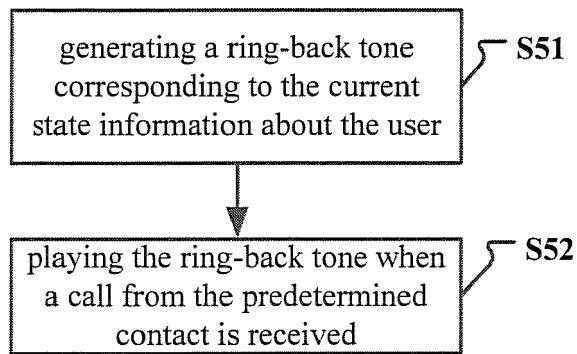 generating a ring-back tone
corresponding to the current
state information about the user
S51
playing the ring-back tone when
a call from the predetermined
contact is received
S52